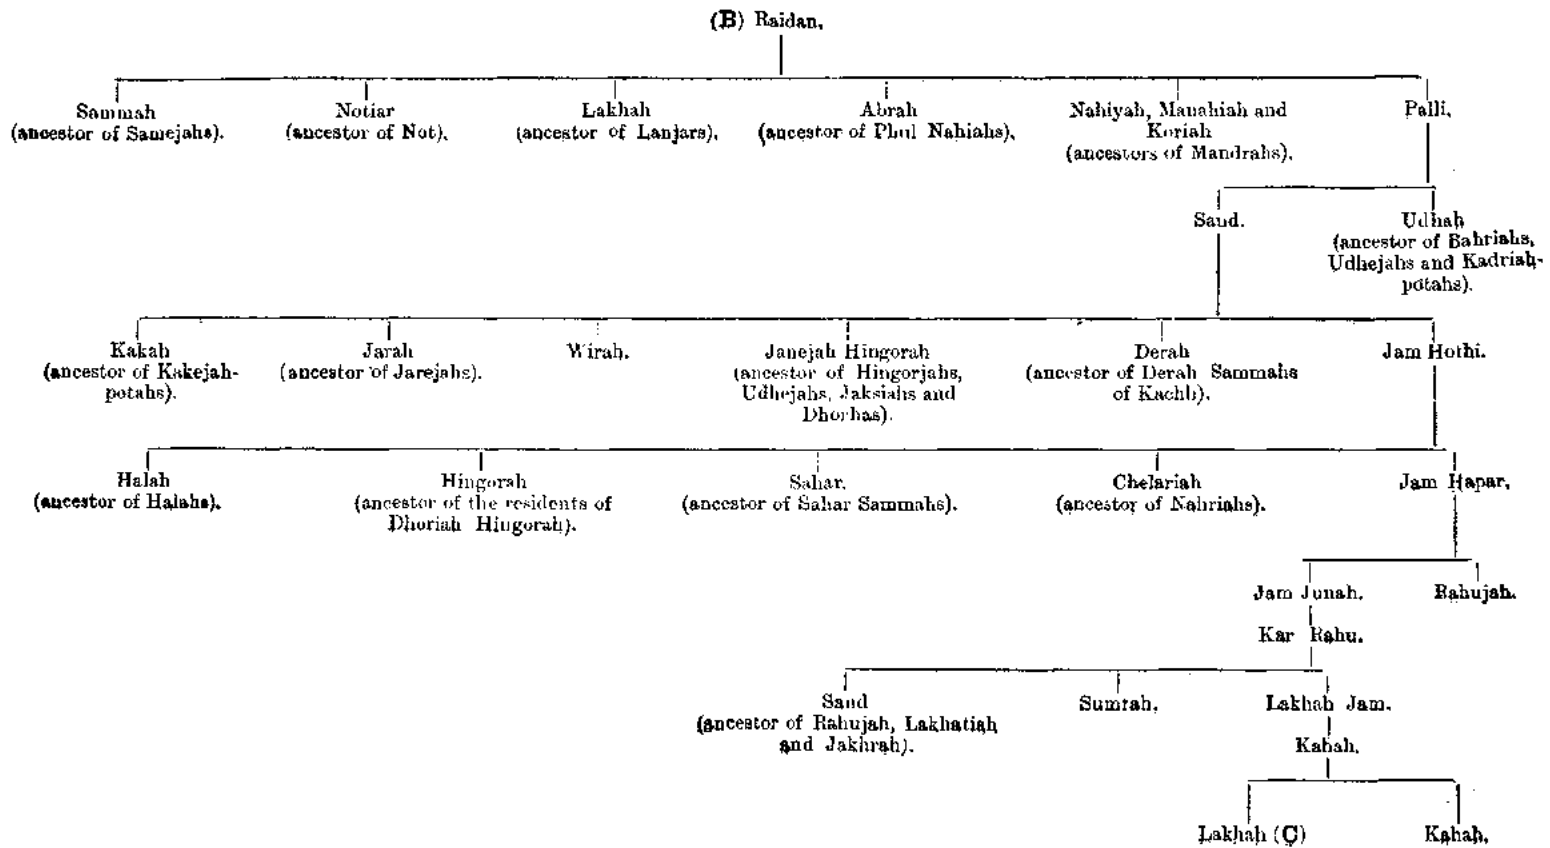 (B) Raidan.
Sammah
(ancestor of Samejahs).
Notiar
(ancestor of Not).
Lakhah
(ancestor of Lanjars).
Abrah
(ancestor of Phul Nahiahs).
Nahiyah, Manahiah and
Koriah
(ancestors of Mandrahs).
Palli.
Saud.
Udhah
(ancestor of Bahriahs,
Udhejahs and Kadriah-
potahs).
Kakah
(ancestor of Kakejah-
potahs).
Jarah
(ancestor of Jarejahs).
Wirah.
Janejah Hingorah
(ancestor of Hingorjahs,
Udhejahs, Jaksiahs and
Dhorhas).
Derah
(ancestor of Derah Sammahs
of Kachh).
Jam Hothi.
Halah
(ancestor of Halahs).
Hingorah
(ancestor of the residents of
Dhoriah Hingorah).
Sahar.
(ancestor of Sahar Sammahs).
Chelariah
(ancestor of Nahriahs).
Jam Hapar.
Jam Junah.
Rahujah.
Kar Rahu.
Saud
(ancestor of Rahujah, Lakhatiah
and Jakhrah).
Sumrah.
Lakhah Jam.
Kahah.
Lakhah (C)
Kahah.